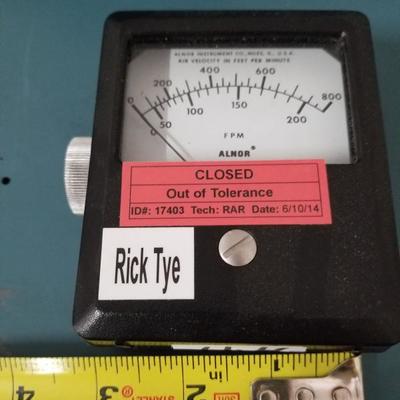 ALNOR INSTRUMENT CO., NILES, IL., U.S.A.
AIR VELOCITY IN FEET PER MINUTE
0 200 400 600 800
0 50 100 150 200
FPM
ALNOR®
CLOSED
Out of Tolerance
ID#: 17403 Tech: RAR Date: 6/10/14
Rick Tye
4 3 STANLEY® 2